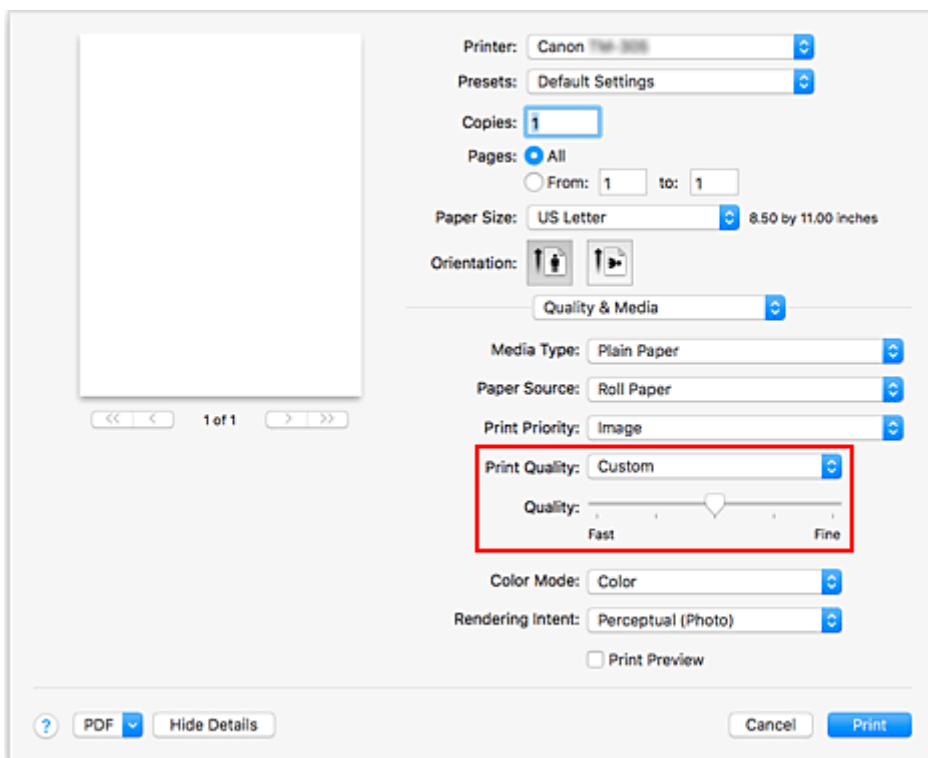 Printer: Canon
Presets: Default Settings
Copies: 1
Pages: All
From: 1 to: 1
Paper Size: US Letter 8.50 by 11.00 inches
Orientation:
Quality & Media
Media Type: Plain Paper
Paper Source: Roll Paper
<< < 1 of 1 > >>
Print Priority: Image
Print Quality: Custom
Quality:
Fast Fine
Color Mode: Color
Rendering Intent: Perceptual (Photo)
Print Preview
? PDF Hide Details Cancel Print